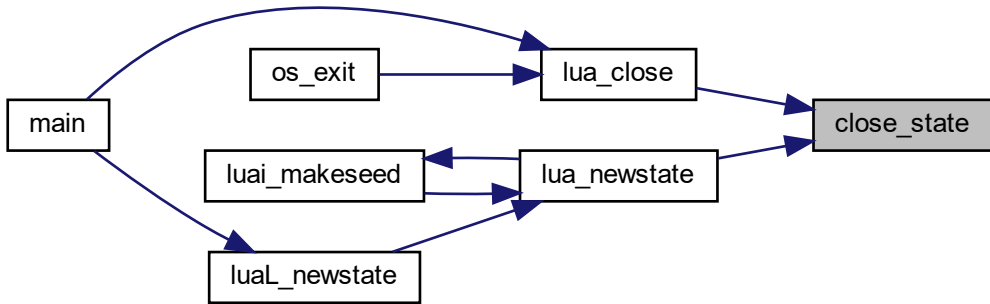 os_exit
lua_close
main
close_state
luai_makeseed
lua_newstate
luaL_newstate